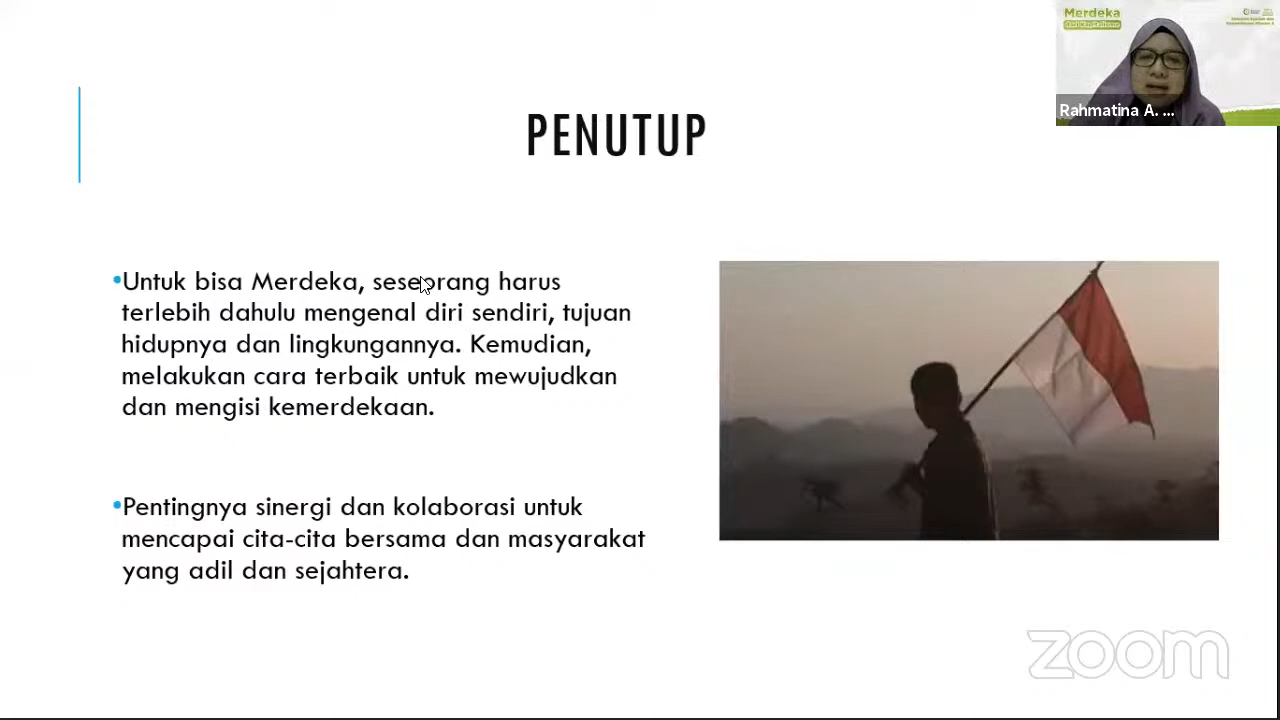 Merdeka
Rahmatina A. ...
PENUTUP
•Untuk bisa Merdeka, seseorang harus
terlebih dahulu mengenal diri sendiri, tujuan
hidupnya dan lingkungannya. Kemudian,
melakukan cara terbaik untuk mewujudkan
dan mengisi kemerdekaan.
•Pentingnya sinergi dan kolaborasi untuk
mencapai cita-cita bersama dan masyarakat
yang adil dan sejahtera.
zoom